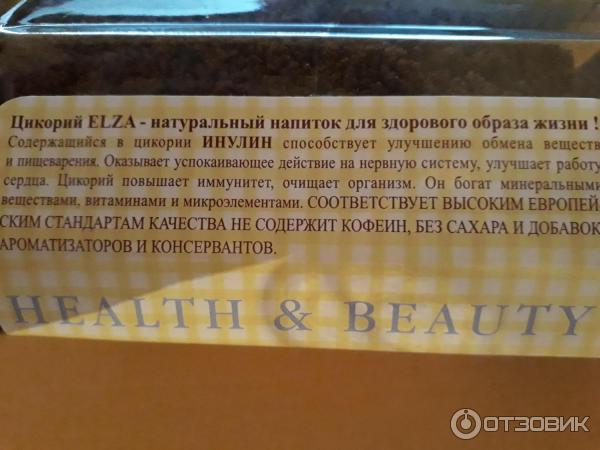 Цикорий ELZA - натуральный напиток для здорового образа жизни !
Содержащийся в цикории ИНУЛИН способствует улучшению обмена веществ
и пищеварения. Оказывает успокаивающее действие на нервную систему, улучшает работу
сердца. Цикорий повышает иммунитет, очищает организм. Он богат минеральными
веществами, витаминами и микроэлементами. СООТВЕТСТВУЕТ ВЫСОКИМ ЕВРОПЕЙ
СКИМ СТАНДАРТАМ КАЧЕСТВА НЕ СОДЕРЖИТ КОФЕИН, БЕЗ САХАРА И ДОБАВОК
АРОМАТИЗАТОРОВ И КОНСЕРВАНТОВ.
HEALTH & BEAUTY
ОТЗОВИК